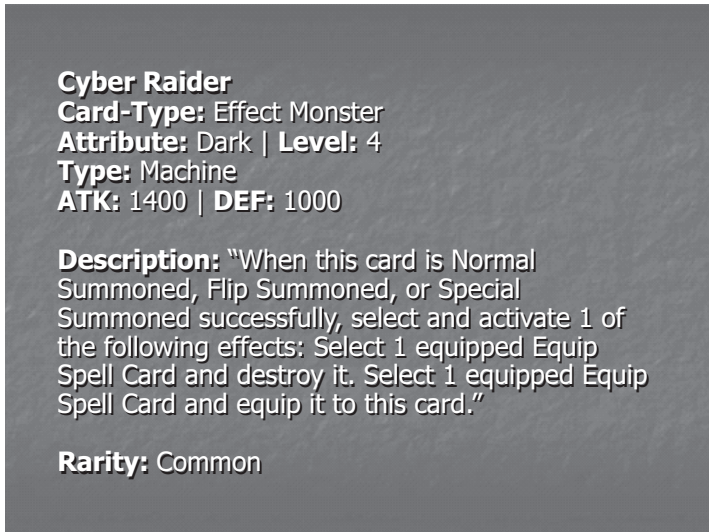 Cyber Raider
Card-Type: Effect Monster
Attribute: Dark | Level: 4
Type: Machine
ATK: 1400 | DEF: 1000
Description: “When this card is Normal
Summoned, Flip Summoned, or Special
Summoned successfully, select and activate 1 of
the following effects: Select 1 equipped Equip
Spell Card and destroy it. Select 1 equipped Equip
Spell Card and equip it to this card.”
Rarity: Common